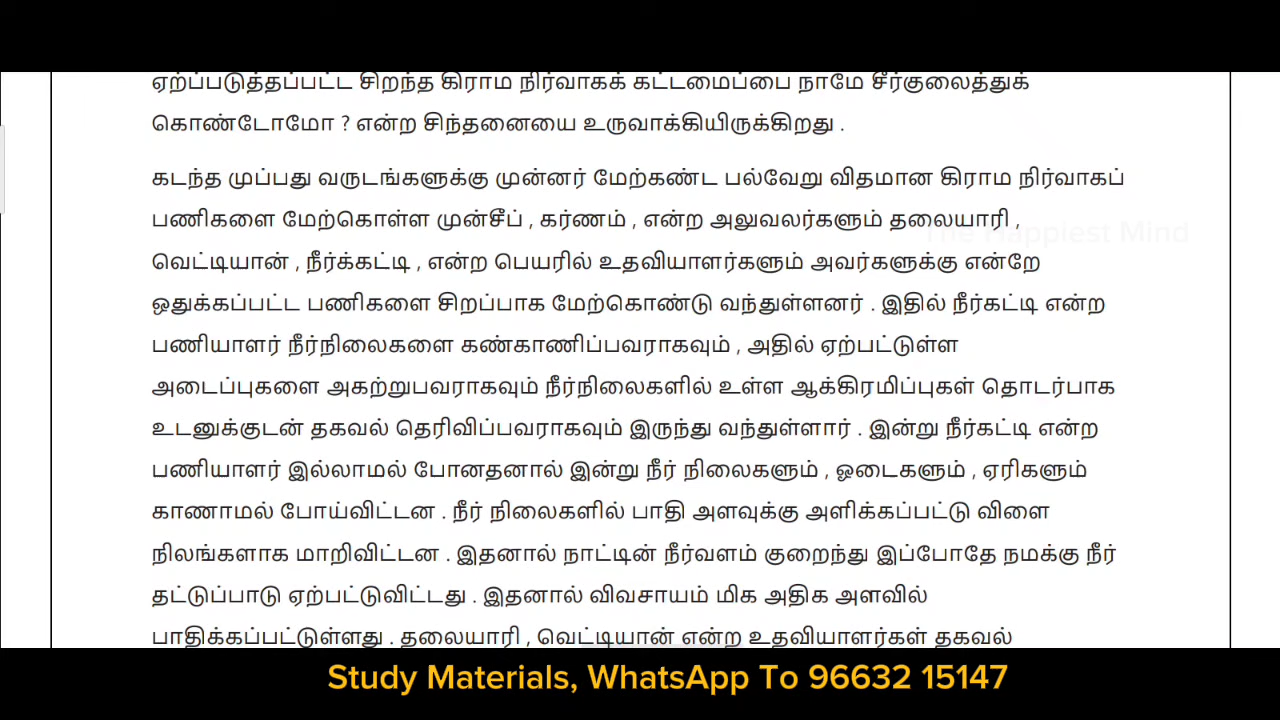 ஏற்ப்படுத்தப்பட்ட சிறந்த கிராம நிர்வாகக் கட்டமைப்பை நாமே சீர்குலைத்துக்
கொண்டோமோ ? என்ற சிந்தனையை உருவாக்கியிருக்கிறது .
கடந்த முப்பது வருடங்களுக்கு முன்னர் மேற்கண்ட பல்வேறு விதமான கிராம நிர்வாகப்
பணிகளை மேற்கொள்ள முன்சீப் , கர்ணம் , என்ற அலுவலர்களும் தலையாரி ,
The Happiest Mind
வெட்டியான் , நீர்க்கட்டி , என்ற பெயரில் உதவியாளர்களும் அவர்களுக்கு என்றே
ஒதுக்கப்பட்ட பணிகளை சிறப்பாக மேற்கொண்டு வந்துள்ளனர் . இதில் நீர்கட்டி என்ற
பணியாளர் நீர்நிலைகளை கண்காணிப்பவராகவும் , அதில் ஏற்பட்டுள்ள
அடைப்புகளை அகற்றுபவராகவும் நீர்நிலைகளில் உள்ள ஆக்கிரமிப்புகள் தொடர்பாக
உடனுக்குடன் தகவல் தெரிவிப்பவராகவும் இருந்து வந்துள்ளார் . இன்று நீர்கட்டி என்ற
பணியாளர் இல்லாமல் போனதனால் இன்று நீர் நிலைகளும் , ஓடைகளும் , ஏரிகளும்
காணாமல் போய்விட்டன . நீர் நிலைகளில் பாதி அளவுக்கு அளிக்கப்பட்டு விளை
நிலங்களாக மாறிவிட்டன . இதனால் நாட்டின் நீர்வளம் குறைந்து இப்போதே நமக்கு நீர்
தட்டுப்பாடு ஏற்பட்டுவிட்டது . இதனால் விவசாயம் மிக அதிக அளவில்
பாதிக்கப்பட்டுள்ளது . தலையாரி , வெட்டியான் என்ற உதவியாளர்கள் தகவல்
Study Materials, WhatsApp To 96632 15147